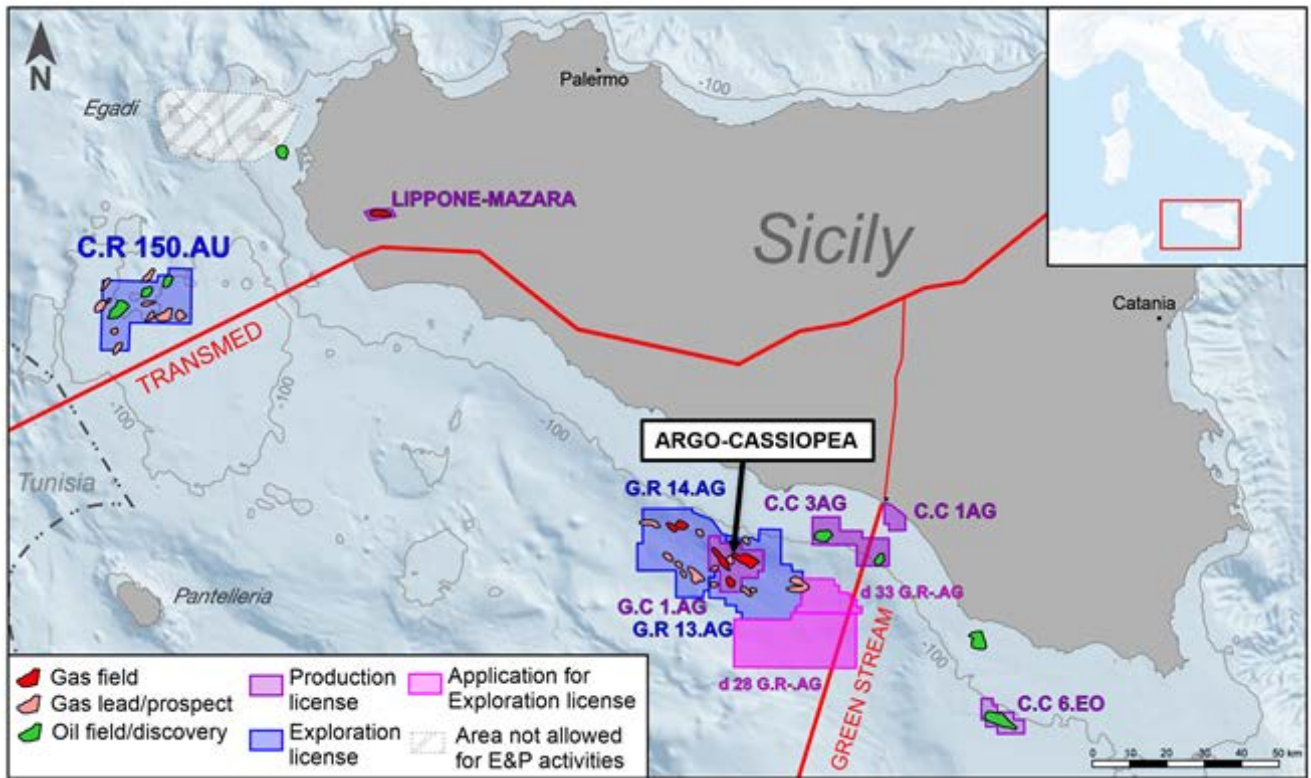 N
Egadi
Palermo
-100
LIPPONE-MAZARA
Sicily
C.R 150.AU
Catania
TRANSMED
-100
-100
ARGO-CASSIOPEA
Tunisia
G.R 14.AG
C.C 3AG
C.C 1AG
Pantelleria
G.C 1.AG
G.R 13.AG
d 33 G.R-.AG
d 28 G.R-.AG
GREEN STREAM
-100
C.C 6.EO
Gas field
Gas lead/prospect
Oil field/discovery
Production
license
Exploration
license
Application for
Exploration license
Area not allowed
for E&P activities
0 10 20 30 40 50 km